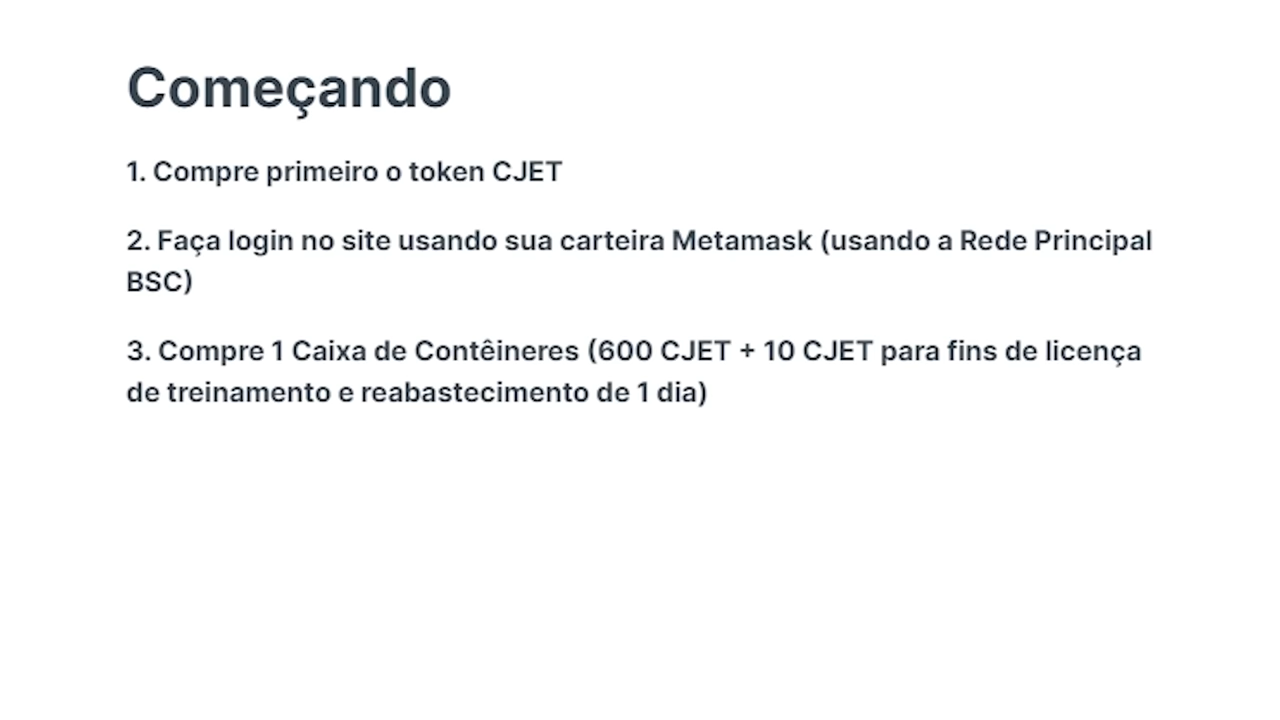 Começando
1. Compre primeiro o token CJET
2. Faça login no site usando sua carteira Metamask (usando a Rede Principal
BSC)
3. Compre 1 Caixa de Contêineres (600 CJET + 10 CJET para fins de licença
de treinamento e reabastecimento de 1 dia)